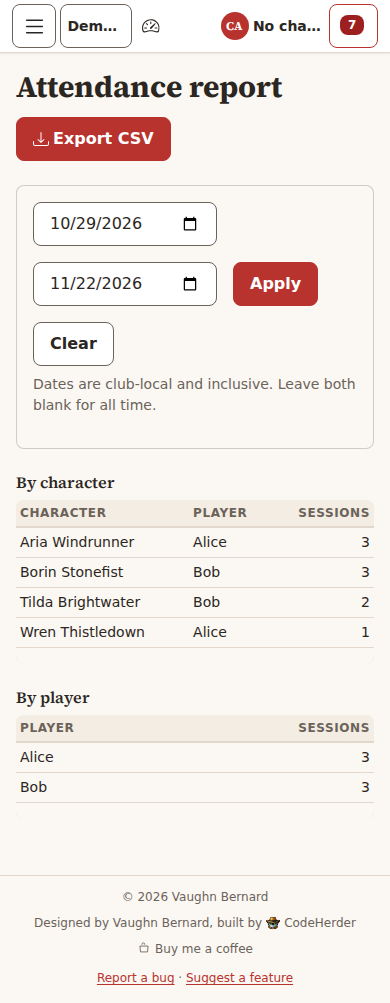 Dem...
CA No cha... 7
Attendance report
Export CSV
10/29/2026
11/22/2026 Apply
Clear
Dates are club-local and inclusive. Leave both
blank for all time.
By character
CHARACTER PLAYER SESSIONS
Aria Windrunner Alice 3
Borin Stonefist Bob 3
Tilda Brightwater Bob 2
Wren Thistledown Alice 1
By player
PLAYER SESSIONS
Alice 3
Bob 3
© 2026 Vaughn Bernard
Designed by Vaughn Bernard, built by CodeHerder
Buy me a coffee
Report a bug · Suggest a feature